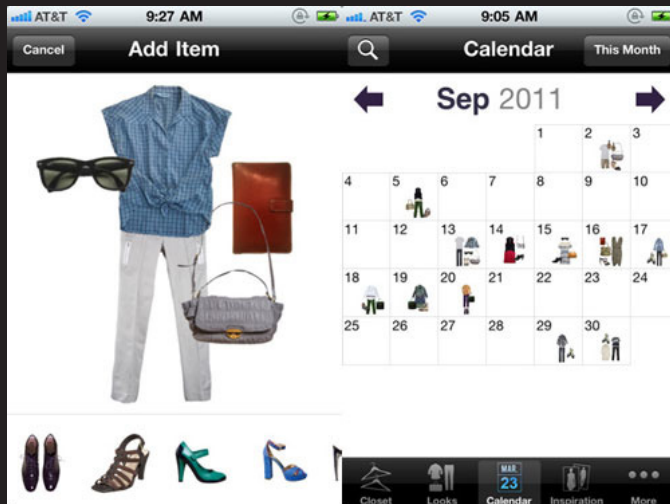 AT&T 9:27 AM
Cancel Add Item
AT&T 9:05 AM
Calendar This Month
Sep 2011
1 2 3
4 5 6 7 8 9 10
11 12 13 14 15 16 17
18 19 20 21 22 23 24
25 26 27 28 29 30
MAR
23
Closet Looks Calendar Inspiration More